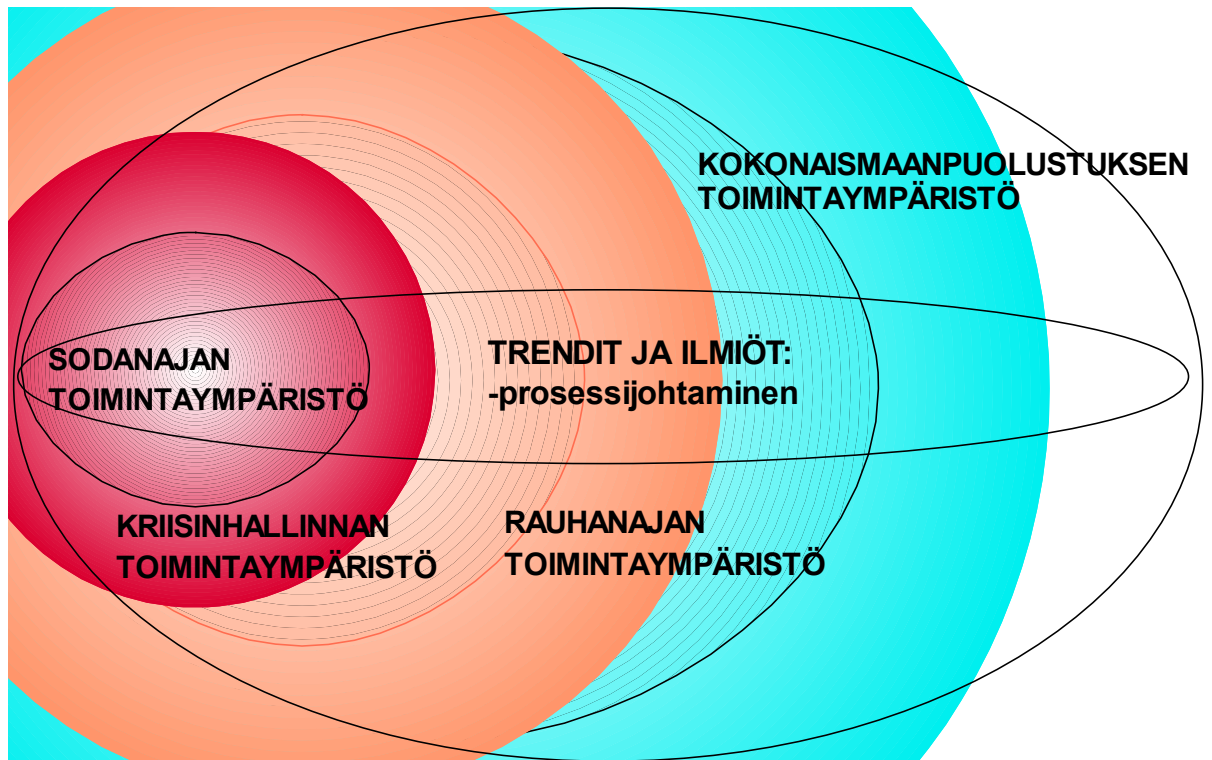 KOKONAISMAANPUOLUSTUKSEN
TOIMINTAYMPÄRISTÖ
SODANAJAN
TOIMINTAYMPÄRISTÖ
TRENDIT JA ILMIÖT:
-prosessijohtaminen
KRIISINHALLINNAN
TOIMINTAYMPÄRISTÖ
RAUHANAJAN
TOIMINTAYMPÄRISTÖ